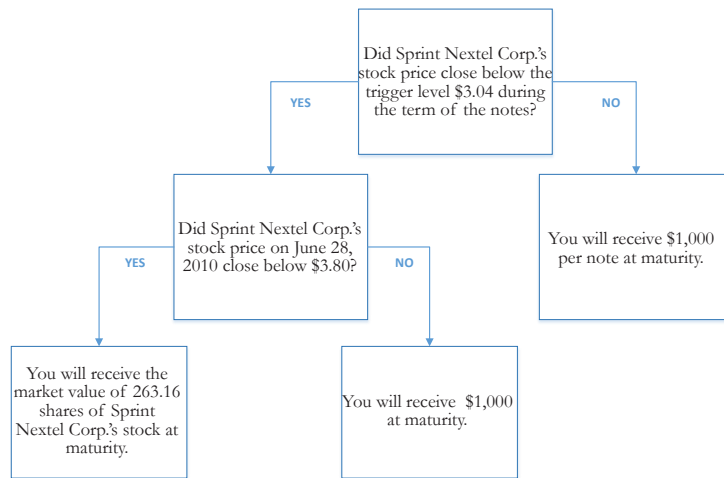 Did Sprint Nextel Corp.'s
stock price close below the
trigger level $3.04 during
the term of the notes?
YES
NO
Did Sprint Nextel Corp.'s
stock price on June 28,
2010 close below $3.80?
You will receive $1,000
per note at maturity.
YES
NO
You will receive the
market value of 263.16
shares of Sprint
Nextel Corp.'s stock at
maturity.
You will receive $1,000
at maturity.